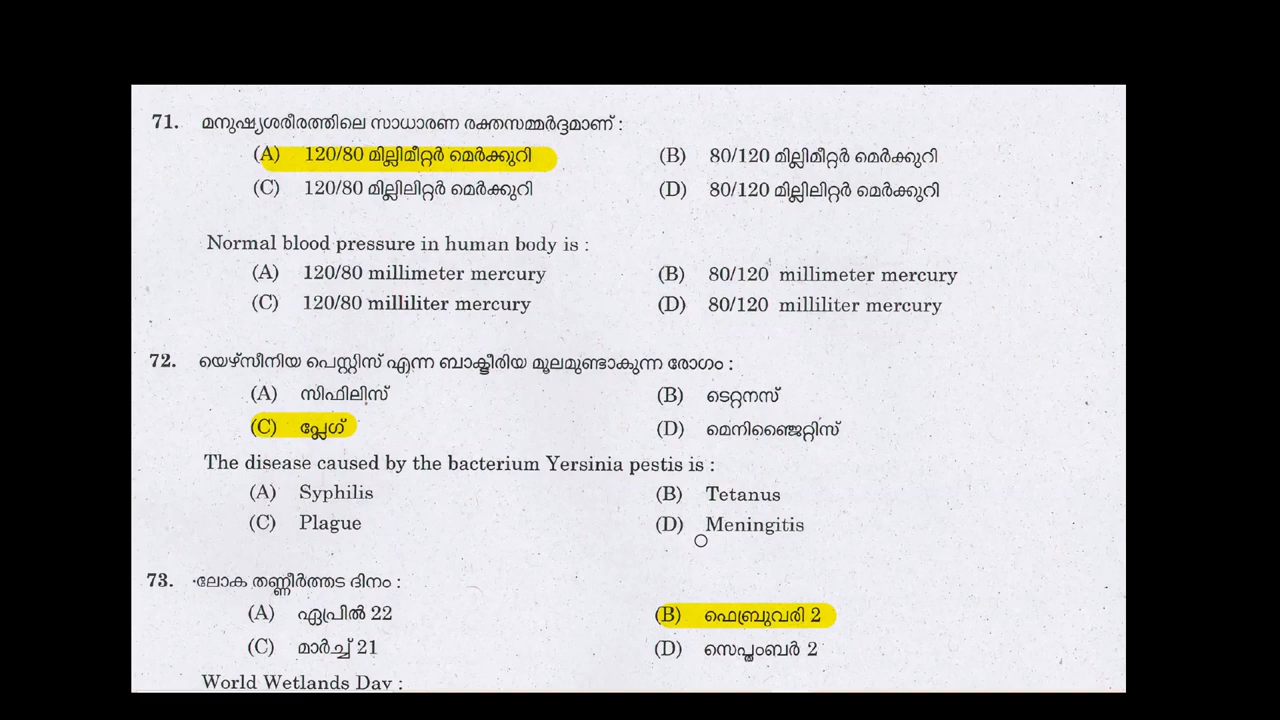 71. മനുഷ്യശരീരത്തിലെ സാധാരണ രക്തസമ്മർദ്ദമാണ് :
(A) 120/80 മില്ലിമീറ്റർ മെർക്കുറി (B) 80/120 മില്ലിമീറ്റർ മെർക്കുറി
(C) 120/80 മില്ലിലിറ്റർ മെർക്കുറി (D) 80/120 മില്ലിലിറ്റർ മെർക്കുറി
Normal blood pressure in human body is :
(A) 120/80 millimeter mercury (B) 80/120 millimeter mercury
(C) 120/80 milliliter mercury (D) 80/120 milliliter mercury
72. യെഴ്സീനിയ പെസ്റ്റിസ് എന്ന ബാക്ടീരിയ മൂലമുണ്ടാകുന്ന രോഗം :
(A) സിഫിലിസ് (B) ടെറ്റനസ്
(C) പ്ലേഗ് (D) മെനിഞ്ജൈറ്റിസ്
The disease caused by the bacterium Yersinia pestis is :
(A) Syphilis (B) Tetanus
(C) Plague (D) Meningitis
73. ലോക തണ്ണീർത്തട ദിനം :
(A) ഏപ്രിൽ 22 (B) ഫെബ്രുവരി 2
(C) മാർച്ച് 21 (D) സെപ്തംബർ 2
World Wetlands Day :